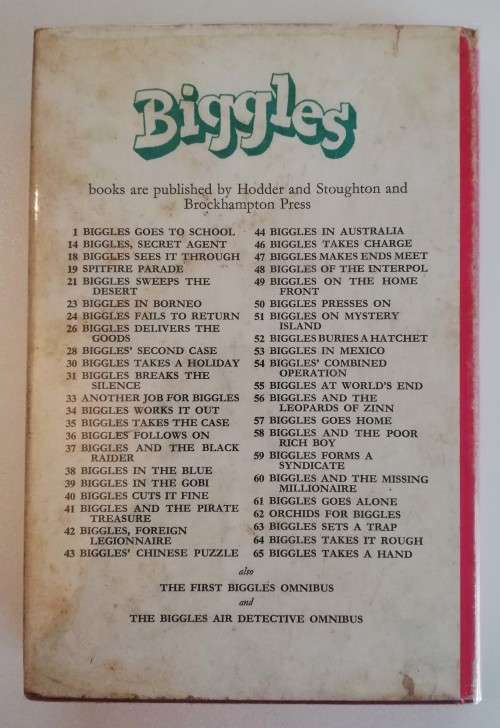 Biggles
books are published by Hodder and Stoughton and
Brockhampton Press
1 BIGGLES GOES TO SCHOOL
14 BIGGLES, SECRET AGENT
18 BIGGLES SEES IT THROUGH
19 SPITFIRE PARADE
21 BIGGLES SWEEPS THE
DESERT
23 BIGGLES IN BORNEO
24 BIGGLES FAILS TO RETURN
26 BIGGLES DELIVERS THE
GOODS
28 BIGGLES' SECOND CASE
30 BIGGLES TAKES A HOLIDAY
31 BIGGLES BREAKS THE
SILENCE
33 ANOTHER JOB FOR BIGGLES
34 BIGGLES WORKS IT OUT
35 BIGGLES TAKES THE CASE
36 BIGGLES FOLLOWS ON
37 BIGGLES AND THE BLACK
RAIDER
38 BIGGLES IN THE BLUE
39 BIGGLES IN THE GOBI
40 BIGGLES CUTS IT FINE
41 BIGGLES AND THE PIRATE
TREASURE
42 BIGGLES, FOREIGN
LEGIONNAIRE
43 BIGGLES' CHINESE PUZZLE
44 BIGGLES IN AUSTRALIA
46 BIGGLES TAKES CHARGE
47 BIGGLES MAKES ENDS MEET
48 BIGGLES OF THE INTERPOL
49 BIGGLES ON THE HOME
FRONT
50 BIGGLES PRESSES ON
51 BIGGLES ON MYSTERY
ISLAND
52 BIGGLES BURIES A HATCHET
53 BIGGLES IN MEXICO
54 BIGGLES' COMBINED
OPERATION
55 BIGGLES AT WORLD'S END
56 BIGGLES AND THE
LEOPARDS OF ZINN
57 BIGGLES GOES HOME
58 BIGGLES AND THE POOR
RICH BOY
59 BIGGLES FORMS A
SYNDICATE
60 BIGGLES AND THE MISSING
MILLIONAIRE
61 BIGGLES GOES ALONE
62 ORCHIDS FOR BIGGLES
63 BIGGLES SETS A TRAP
64 BIGGLES TAKES IT ROUGH
65 BIGGLES TAKES A HAND
also
THE FIRST BIGGLES OMNIBUS
and
THE BIGGLES AIR DETECTIVE OMNIBUS